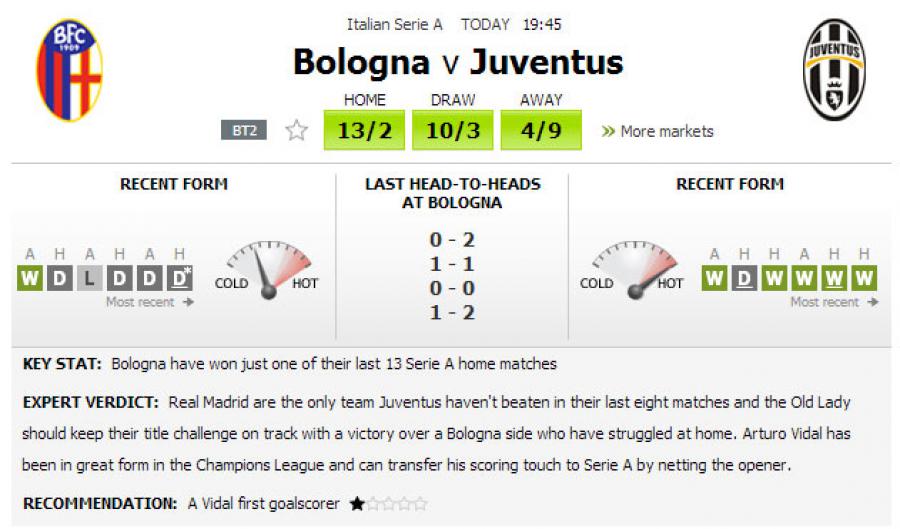 Italian Serie A TODAY 19:45
BFC
1909
JUVENTUS
Bologna v Juventus
HOME DRAW AWAY
BT2 13/2 10/3 4/9 » More markets
RECENT FORM
LAST HEAD-TO-HEADS
AT BOLOGNA
RECENT FORM
A H A H A H
W D L D D D*
COLD HOT
Most recent →
0 - 2
1 - 1
0 - 0
1 - 2
COLD HOT
A H H A H H
W D W W W W
Most recent →
KEY STAT: Bologna have won just one of their last 13 Serie A home matches
EXPERT VERDICT: Real Madrid are the only team Juventus haven't beaten in their last eight matches and the Old Lady
should keep their title challenge on track with a victory over a Bologna side who have struggled at home. Arturo Vidal has
been in great form in the Champions League and can transfer his scoring touch to Serie A by netting the opener.
RECOMMENDATION: A Vidal first goalscorer ★☆☆☆☆